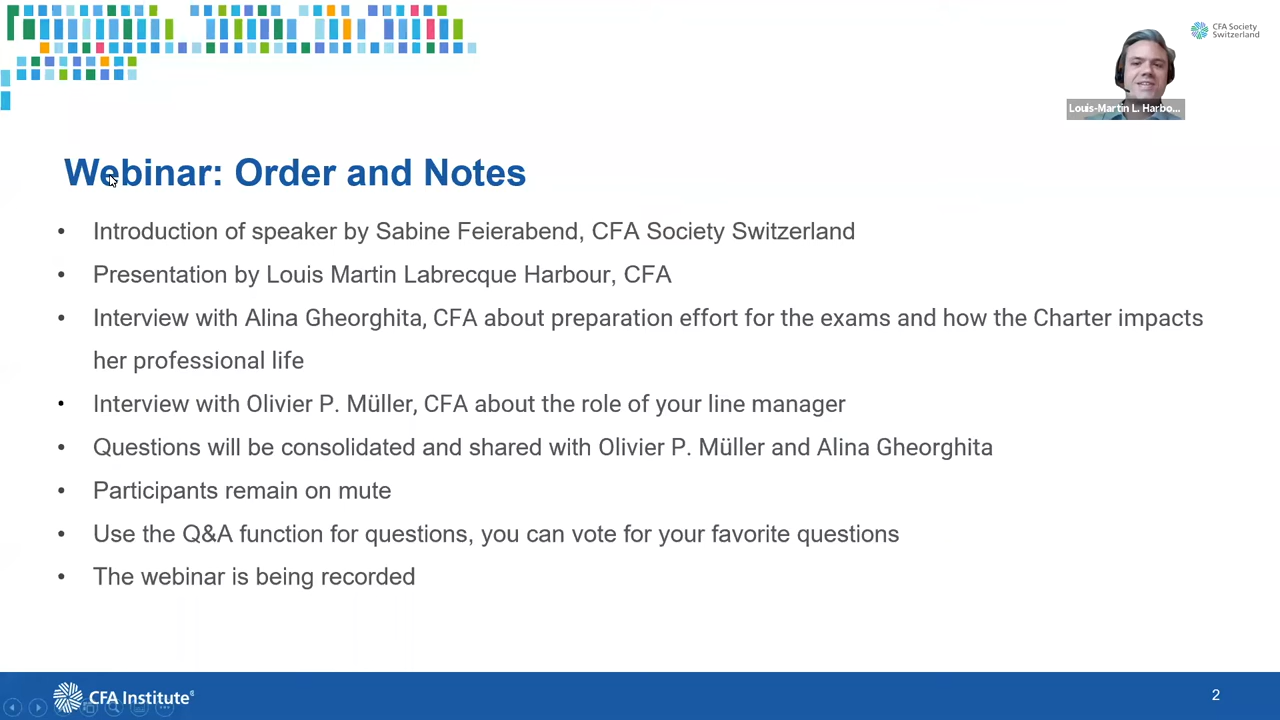 CFA Society
Switzerland
Louis-Martin L. Harbo...
Webinar: Order and Notes
• Introduction of speaker by Sabine Feierabend, CFA Society Switzerland
• Presentation by Louis Martin Labrecque Harbour, CFA
• Interview with Alina Gheorghita, CFA about preparation effort for the exams and how the Charter impacts
her professional life
• Interview with Olivier P. Müller, CFA about the role of your line manager
• Questions will be consolidated and shared with Olivier P. Müller and Alina Gheorghita
• Participants remain on mute
• Use the Q&A function for questions, you can vote for your favorite questions
• The webinar is being recorded
CFA Institute
2